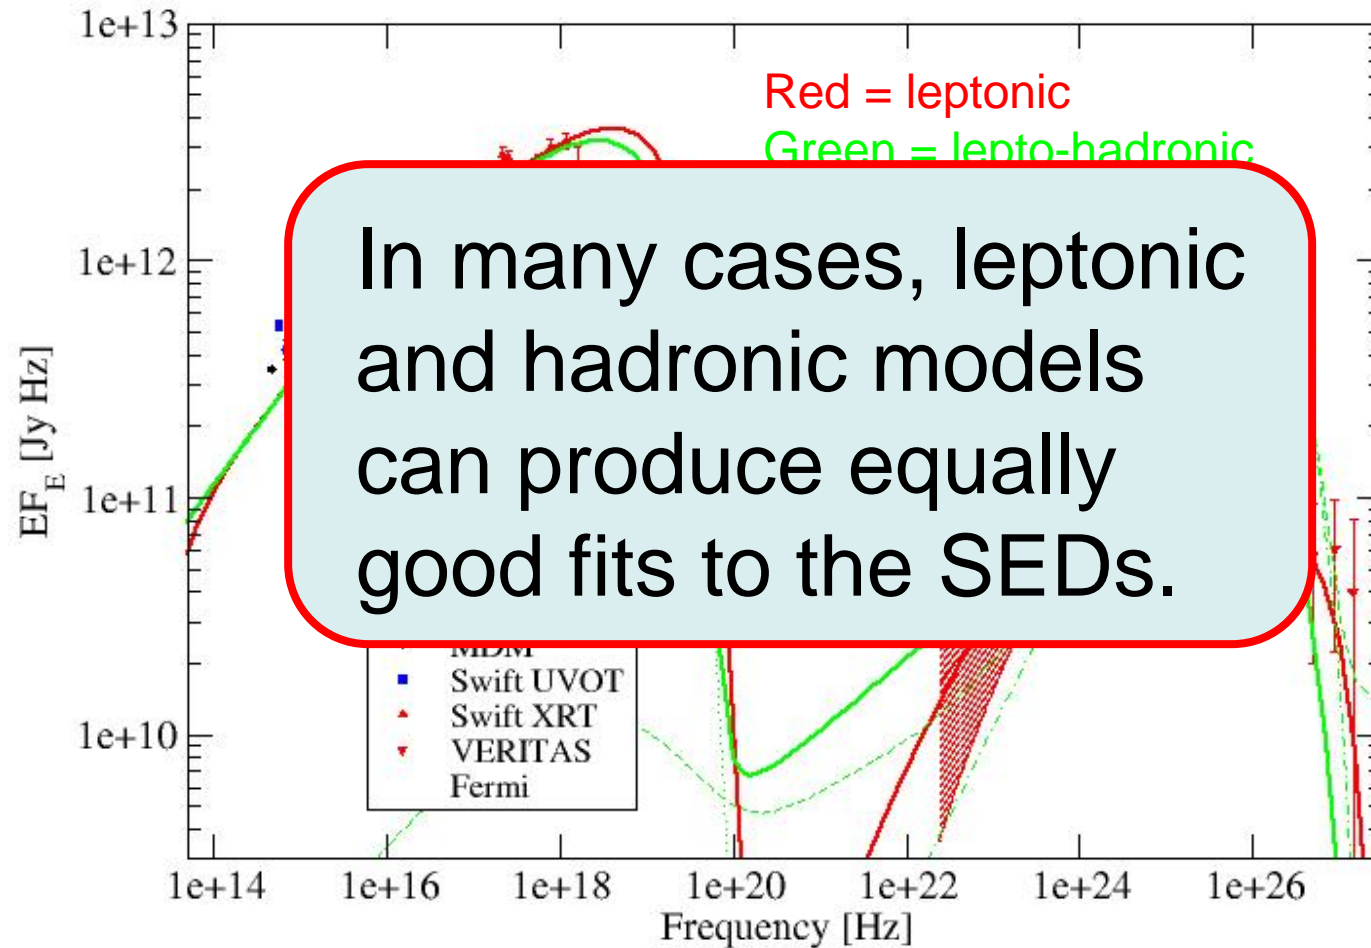 1e+13
Red = leptonic
Green = lepto-hadronic
In many cases, leptonic
and hadronic models
can produce equally
good fits to the SEDs.
1e+12
1e+11
1e+10
EF_E [Jy Hz]
MDM
Swift UVOT
Swift XRT
VERITAS
Fermi
1e+14 1e+16 1e+18 1e+20 1e+22 1e+24 1e+26
Frequency [Hz]